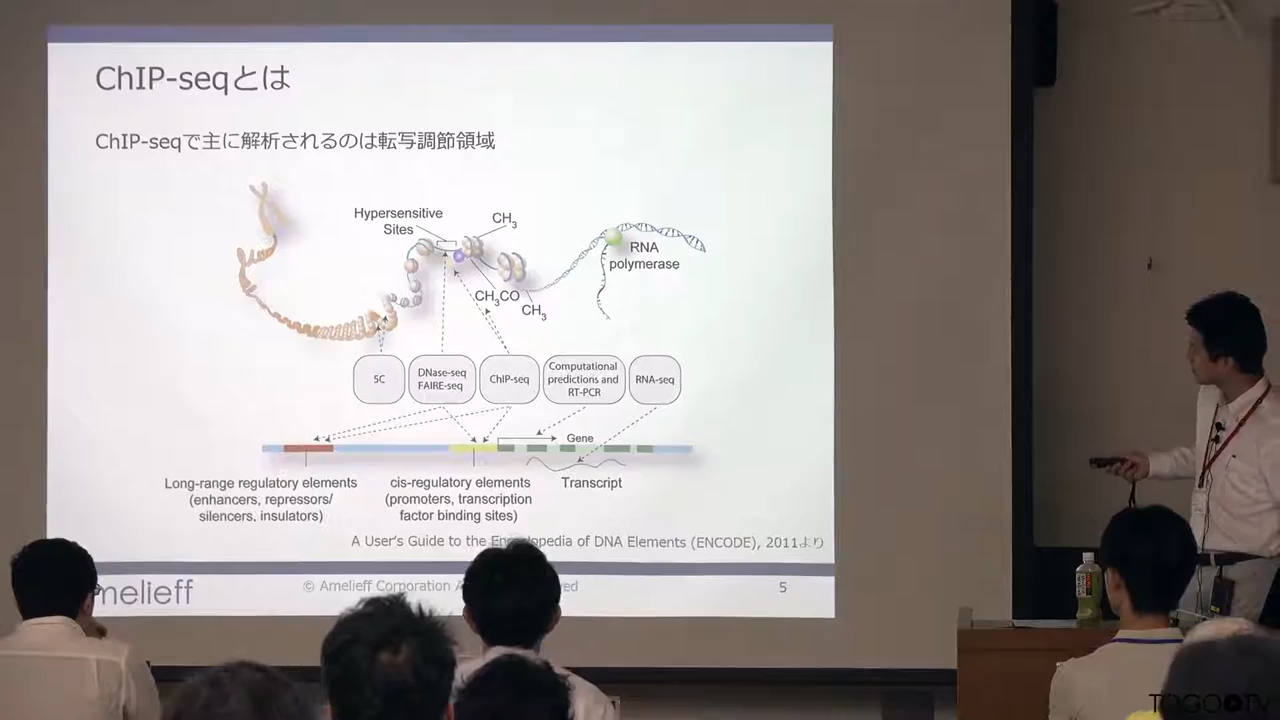 ChIP-seqとは
ChIP-seqで主に解析されるのは転写調節領域
Hypersensitive
Sites
CH3
RNA
polymerase
CH3CO
CH3
5C
DNase-seq
FAIRE-seq
ChIP-seq
Computational
predictions and
RT-PCR
RNA-seq
Gene
Long-range regulatory elements
(enhancers, repressors/
silencers, insulators)
cis-regulatory elements
(promoters, transcription
factor binding sites)
Transcript
A User's Guide to the Encyclopedia of DNA Elements (ENCODE), 2011より
amelieff
© Amelieff Corporation
5
TOGOTV